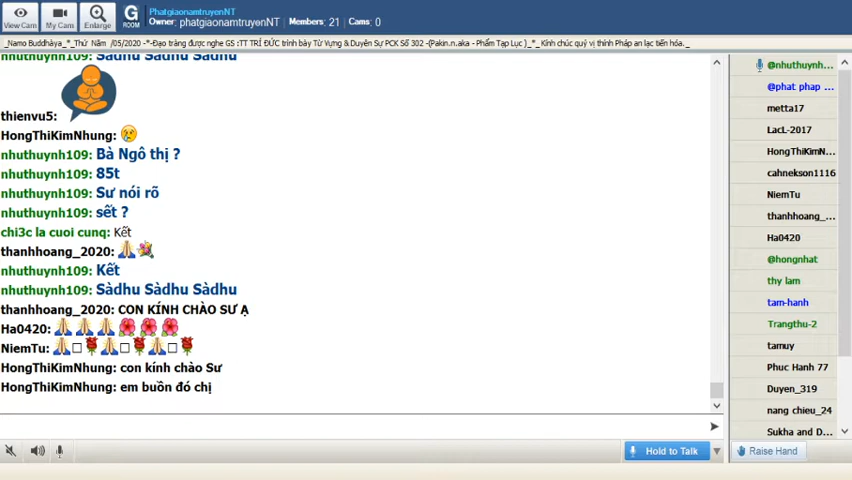 View Cam
My Cam
Enlarge
G
ROOM
PhatgiaonamtruyenNT
Owner: phatgiaonamtruyenNT Members: 21 Cams: 0
_Namo Buddhàya_*_Thứ Năm /05/2020 -*-Đạo tràng được nghe GS :TT TRÍ ĐỨC trình bày Từ Vựng & Duyên Sự PCK Số 302 -(Pakin.n.aka - Phẩm Tạp Lục )_*_ Kính chúc quý vị thính Pháp an lạc tiến hóa._
nhuthuynh109: Sàdhu Sàdhu Sàdhu
thienvu5:
HongThiKimNhung:
nhuthuynh109: Bà Ngô thị ?
nhuthuynh109: 85t
nhuthuynh109: Sư nói rõ
nhuthuynh109: sết ?
chi3c la cuoi cunq: Kết
thanhhoang_2020:
nhuthuynh109: Kết
nhuthuynh109: Sàdhu Sàdhu Sàdhu
thanhhoang_2020: CON KÍNH CHÀO SƯ Ạ
Ha0420:
NiemTu:
HongThiKimNhung: con kính chào Sư
HongThiKimNhung: em buồn đó chị
@nhuthuynh...
@phat phap ...
metta17
LacL-2017
HongThiKimN...
cahnekson1116
NiemTu
thanhhoang_...
Ha0420
@hongnhat
thy lam
tam-hanh
Trangthu-2
tamuy
Phuc Hanh 77
Duyen_319
nang chieu_24
Sukha and D...
Hold to Talk
Raise Hand